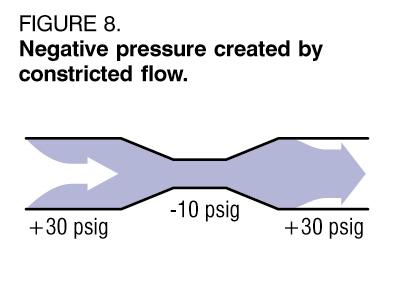 FIGURE 8.
Negative pressure created by
constricted flow.
-10 psig
+30 psig
+30 psig